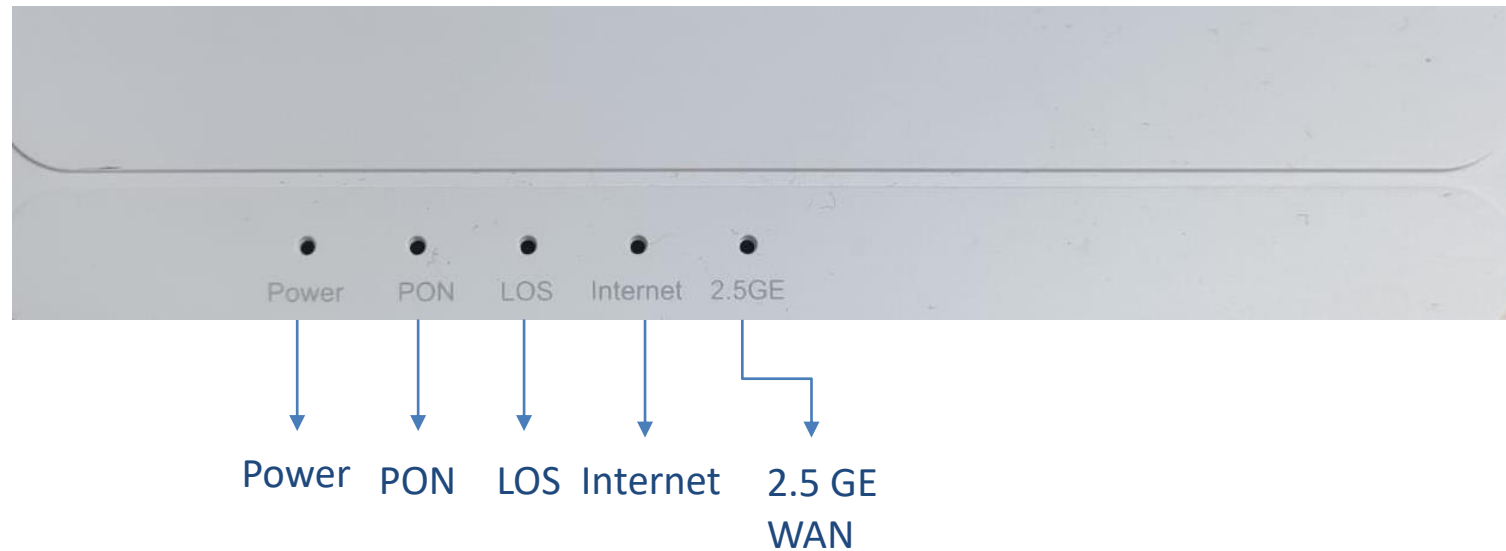 Power PON LOS Internet 2.5GE
Power PON LOS Internet 2.5 GE
WAN